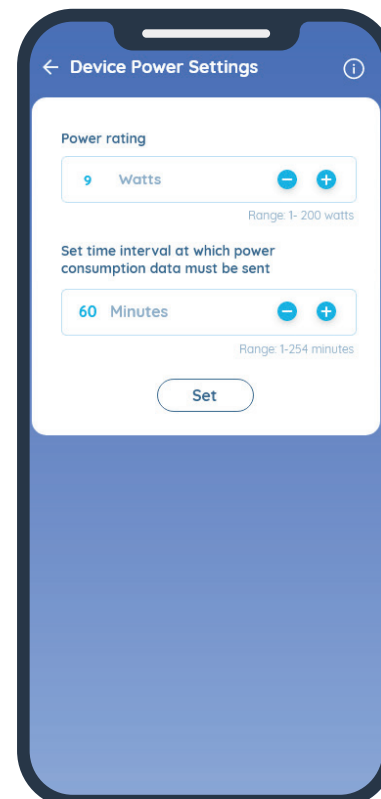 Device Power Settings
Power rating
9 Watts
Range: 1- 200 watts
Set time interval at which power
consumption data must be sent
60 Minutes
Range: 1-254 minutes
Set